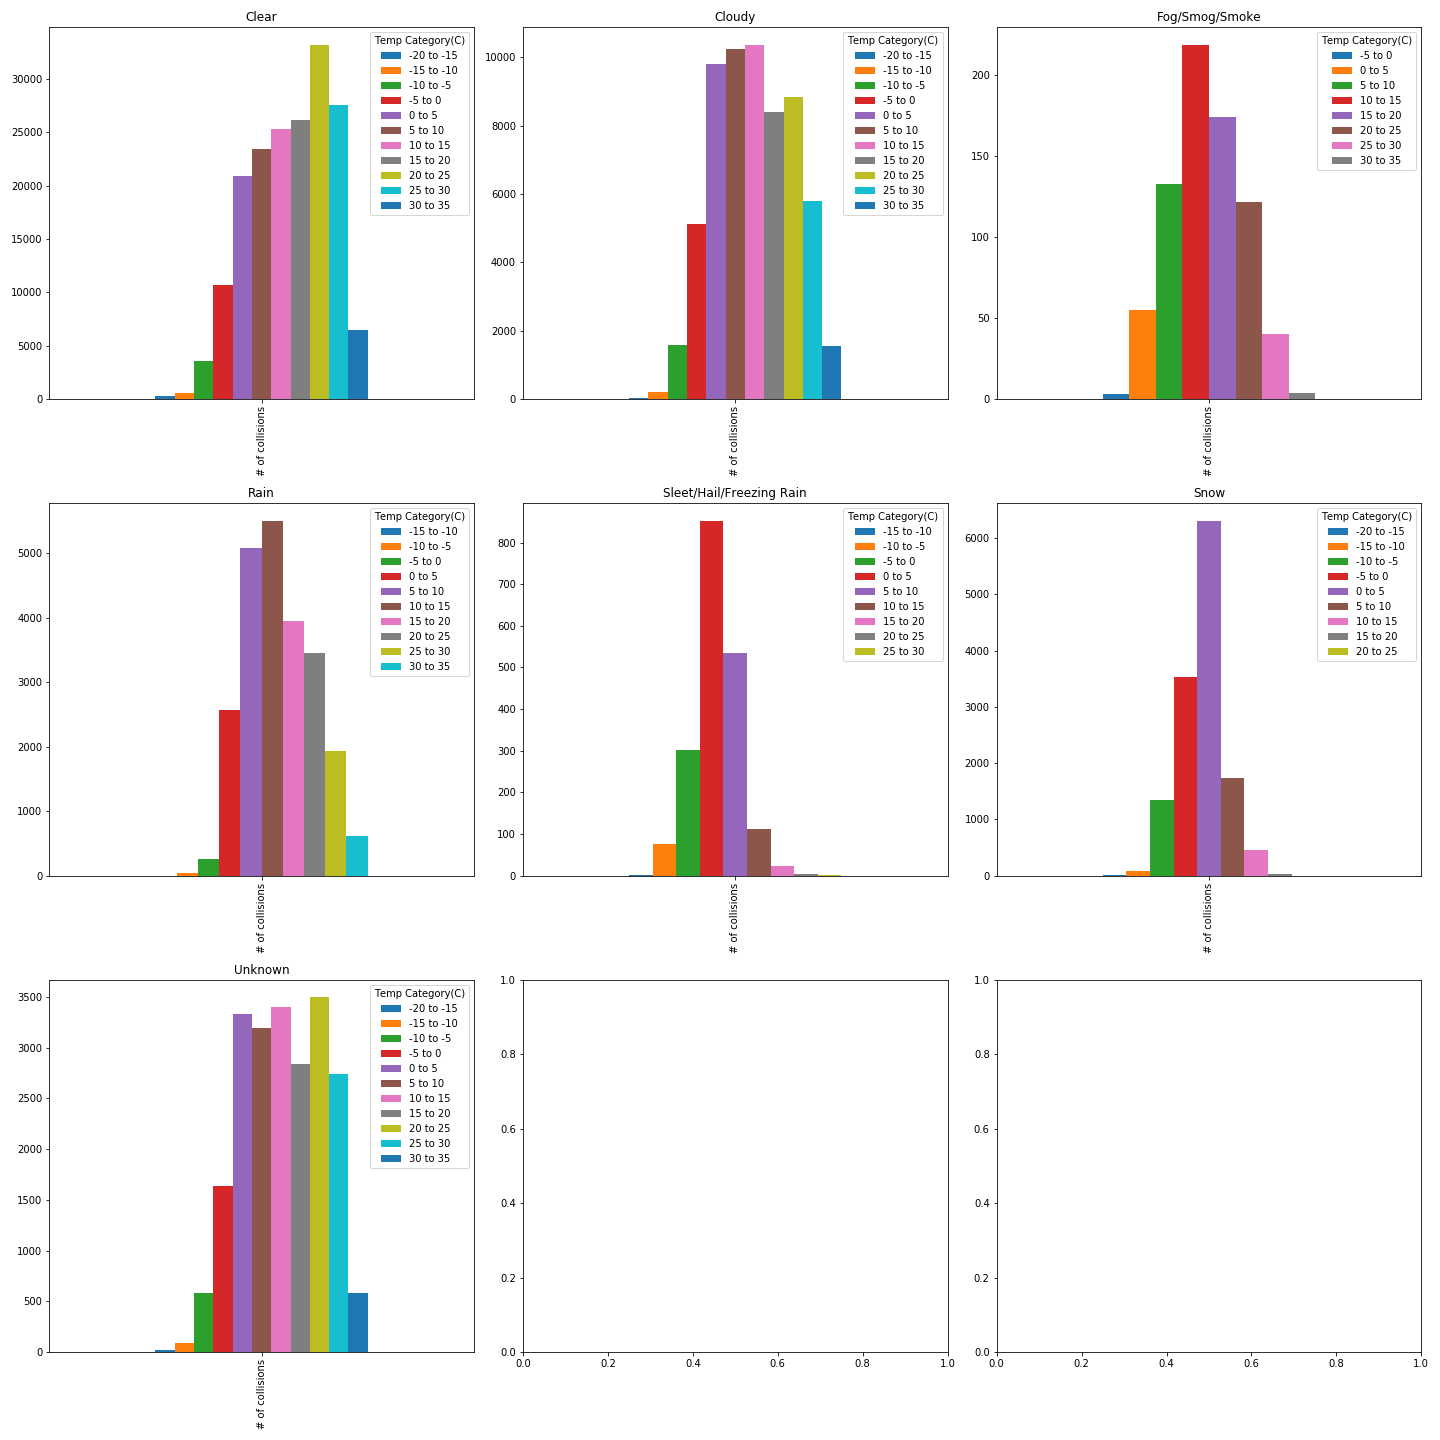 Clear
Temp Category(C)
-20 to -15
-15 to -10
-10 to -5
-5 to 0
0 to 5
5 to 10
10 to 15
15 to 20
20 to 25
25 to 30
30 to 35
30000
25000
20000
15000
10000
5000
0
# of collisions
Cloudy
Temp Category(C)
-20 to -15
-15 to -10
-10 to -5
-5 to 0
0 to 5
5 to 10
10 to 15
15 to 20
20 to 25
25 to 30
30 to 35
10000
8000
6000
4000
2000
0
# of collisions
Fog/Smog/Smoke
Temp Category(C)
-5 to 0
0 to 5
5 to 10
10 to 15
15 to 20
20 to 25
25 to 30
30 to 35
200
150
100
50
0
# of collisions
Rain
Temp Category(C)
-15 to -10
-10 to -5
-5 to 0
0 to 5
5 to 10
10 to 15
15 to 20
20 to 25
25 to 30
30 to 35
5000
4000
3000
2000
1000
0
# of collisions
Sleet/Hail/Freezing Rain
Temp Category(C)
-15 to -10
-10 to -5
-5 to 0
0 to 5
5 to 10
10 to 15
15 to 20
20 to 25
25 to 30
800
700
600
500
400
300
200
100
0
# of collisions
Snow
Temp Category(C)
-20 to -15
-15 to -10
-10 to -5
-5 to 0
0 to 5
5 to 10
10 to 15
15 to 20
20 to 25
6000
5000
4000
3000
2000
1000
0
# of collisions
Unknown
Temp Category(C)
-20 to -15
-15 to -10
-10 to -5
-5 to 0
0 to 5
5 to 10
10 to 15
15 to 20
20 to 25
25 to 30
30 to 35
3500
3000
2500
2000
1500
1000
500
0
# of collisions
1.0
0.8
0.6
0.4
0.2
0.0
0.0 0.2 0.4 0.6 0.8 1.0
1.0
0.8
0.6
0.4
0.2
0.0
0.0 0.2 0.4 0.6 0.8 1.0